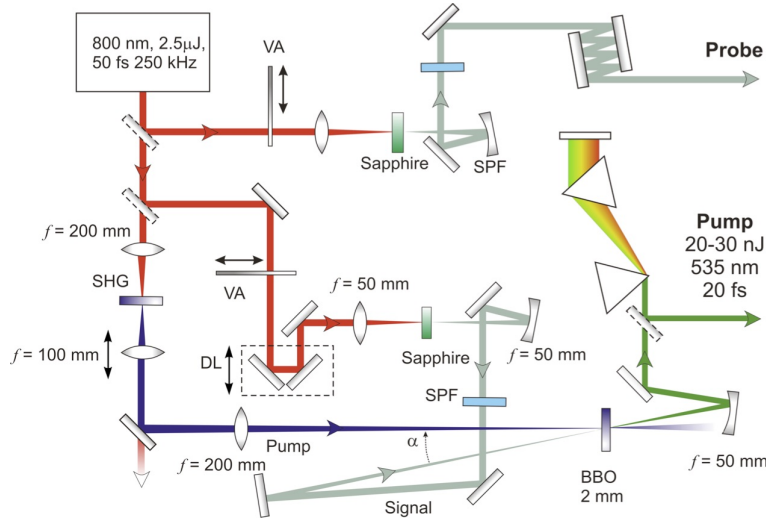 800 nm, 2.5μJ,
50 fs 250 kHz
VA
Probe
Sapphire
SPF
f = 200 mm
SHG
VA
f = 50 mm
Pump
20-30 nJ
535 nm
20 fs
f = 100 mm
DL
Sapphire
f = 50 mm
SPF
α
f = 200 mm
Pump
Signal
BBO
2 mm
f = 50 mm